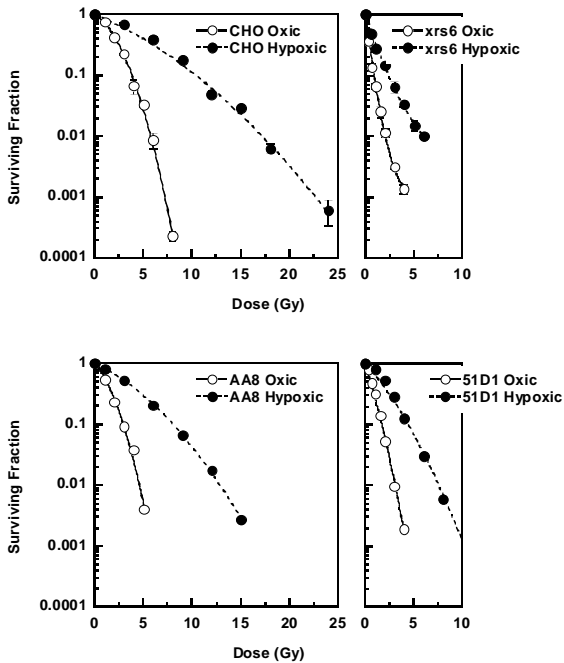 CHO Oxic
CHO Hypoxic
xrs6 Oxic
xrs6 Hypoxic
1
0.1
0.01
0.001
0.0001
Surviving Fraction
0 5 10 15 20 25
0 5 10
Dose (Gy)
AA8 Oxic
AA8 Hypoxic
51D1 Oxic
51D1 Hypoxic
1
0.1
0.01
0.001
0.0001
Surviving Fraction
0 5 10 15 20 25
0 5 10
Dose (Gy)